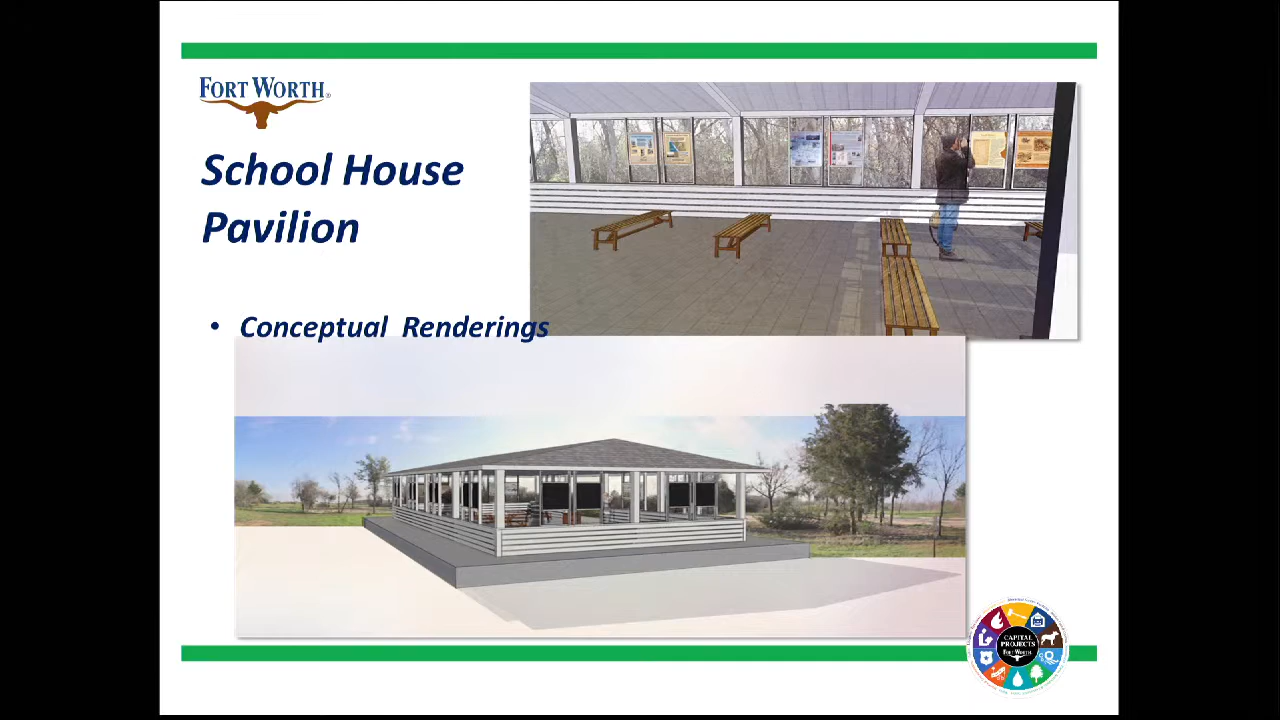 FORT WORTH®
School House
Pavilion
• Conceptual Renderings
CAPITAL
PROJECTS
FORT WORTH